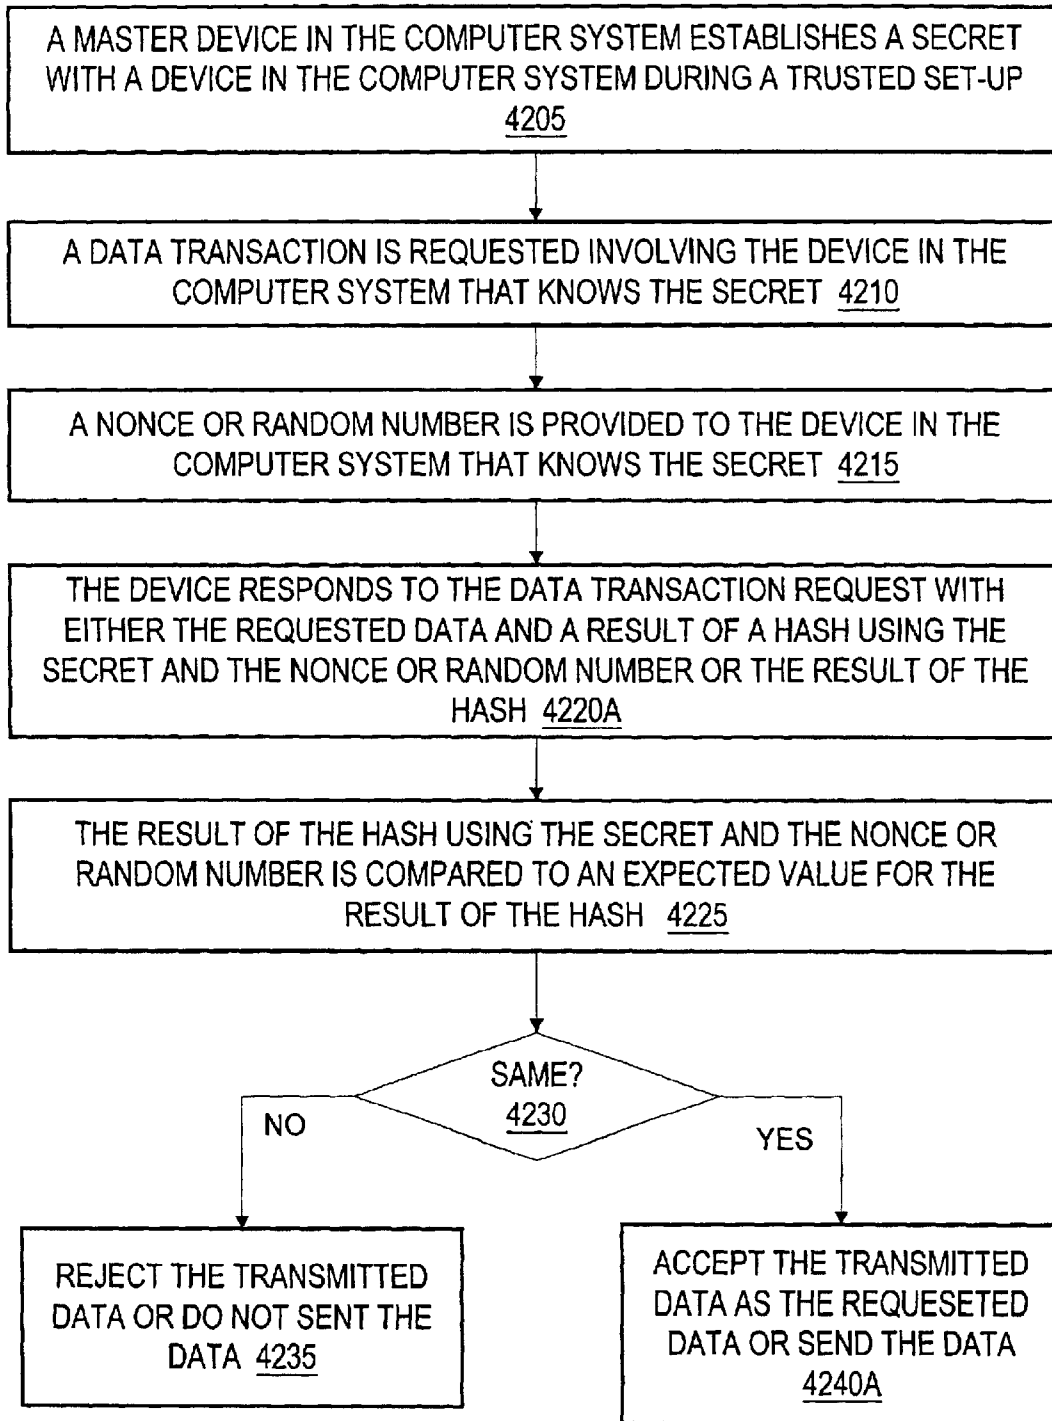 A MASTER DEVICE IN THE COMPUTER SYSTEM ESTABLISHES A SECRET
WITH A DEVICE IN THE COMPUTER SYSTEM DURING A TRUSTED SET-UP
4205
A DATA TRANSACTION IS REQUESTED INVOLVING THE DEVICE IN THE
COMPUTER SYSTEM THAT KNOWS THE SECRET 4210
A NONCE OR RANDOM NUMBER IS PROVIDED TO THE DEVICE IN THE
COMPUTER SYSTEM THAT KNOWS THE SECRET 4215
THE DEVICE RESPONDS TO THE DATA TRANSACTION REQUEST WITH
EITHER THE REQUESTED DATA AND A RESULT OF A HASH USING THE
SECRET AND THE NONCE OR RANDOM NUMBER OR THE RESULT OF THE
HASH 4220A
THE RESULT OF THE HASH USING THE SECRET AND THE NONCE OR
RANDOM NUMBER IS COMPARED TO AN EXPECTED VALUE FOR THE
RESULT OF THE HASH 4225
SAME?
4230
NO
YES
REJECT THE TRANSMITTED
DATA OR DO NOT SENT THE
DATA 4235
ACCEPT THE TRANSMITTED
DATA AS THE REQUESETED
DATA OR SEND THE DATA
4240A